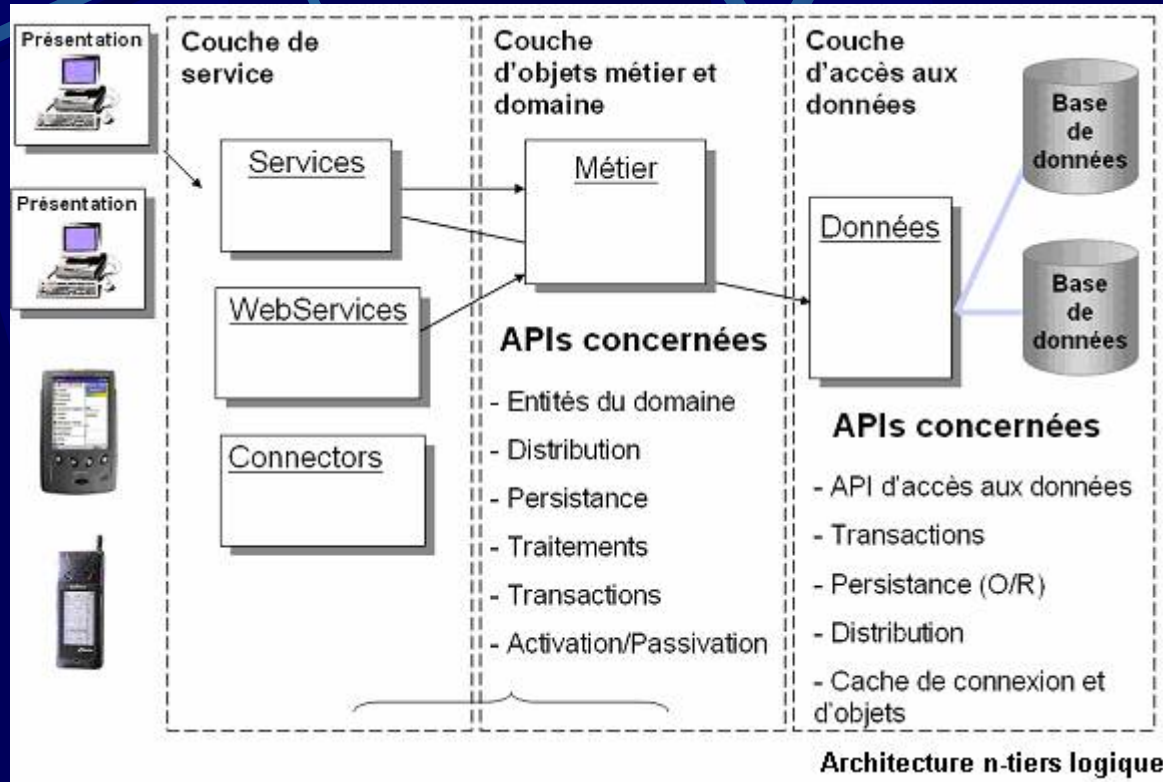 Présentation
Présentation
Couche de
service
Services
WebServices
Connectors
Couche
d'objets métier et
domaine
Métier
APIs concernées
- Entités du domaine
- Distribution
- Persistance
- Traitements
- Transactions
- Activation/Passivation
Couche
d'accès aux
données
Données
Base
de
données
Base
de
données
APIs concernées
- API d'accès aux données
- Transactions
- Persistance (O/R)
- Distribution
- Cache de connexion et
d'objets
Architecture n-tiers logique